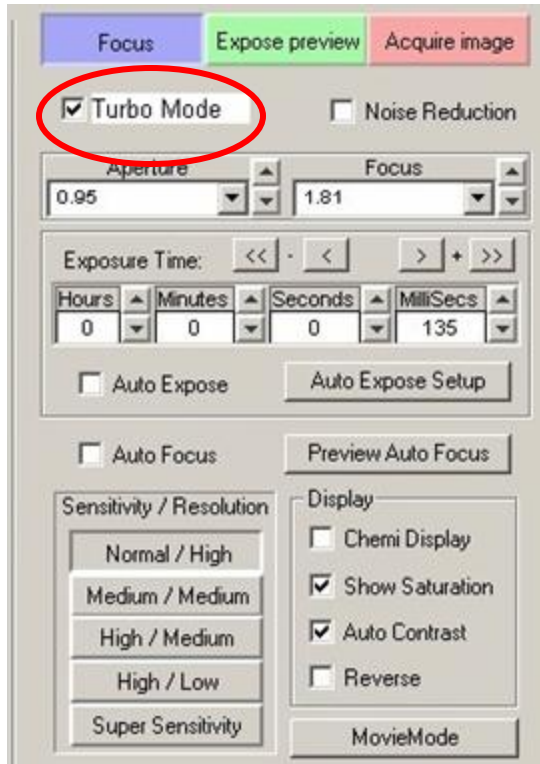 Focus Expose preview Acquire image
Turbo Mode Noise Reduction
Aperture Focus
0.95 1.81
Exposure Time: << - < > + >>
Hours Minutes Seconds MilliSecs
0 0 0 135
Auto Expose Auto Expose Setup
Auto Focus Preview Auto Focus
Sensitivity / Resolution Display
Normal / High Chemi Display
Medium / Medium Show Saturation
High / Medium Auto Contrast
High / Low Reverse
Super Sensitivity MovieMode